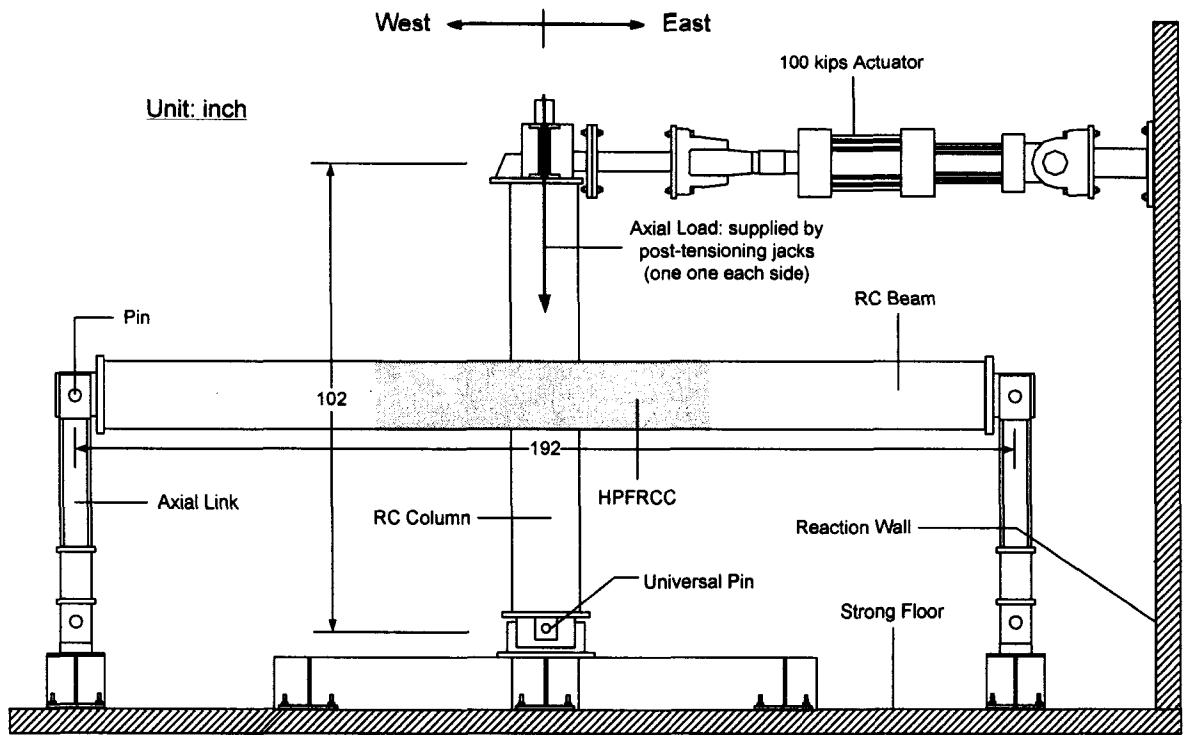 West East
100 kips Actuator
Unit: inch
Axial Load: supplied by
post-tensioning jacks
(one one each side)
RC Beam
Pin
102
192
HPFRCC
Axial Link
RC Column
Reaction Wall
Universal Pin
Strong Floor